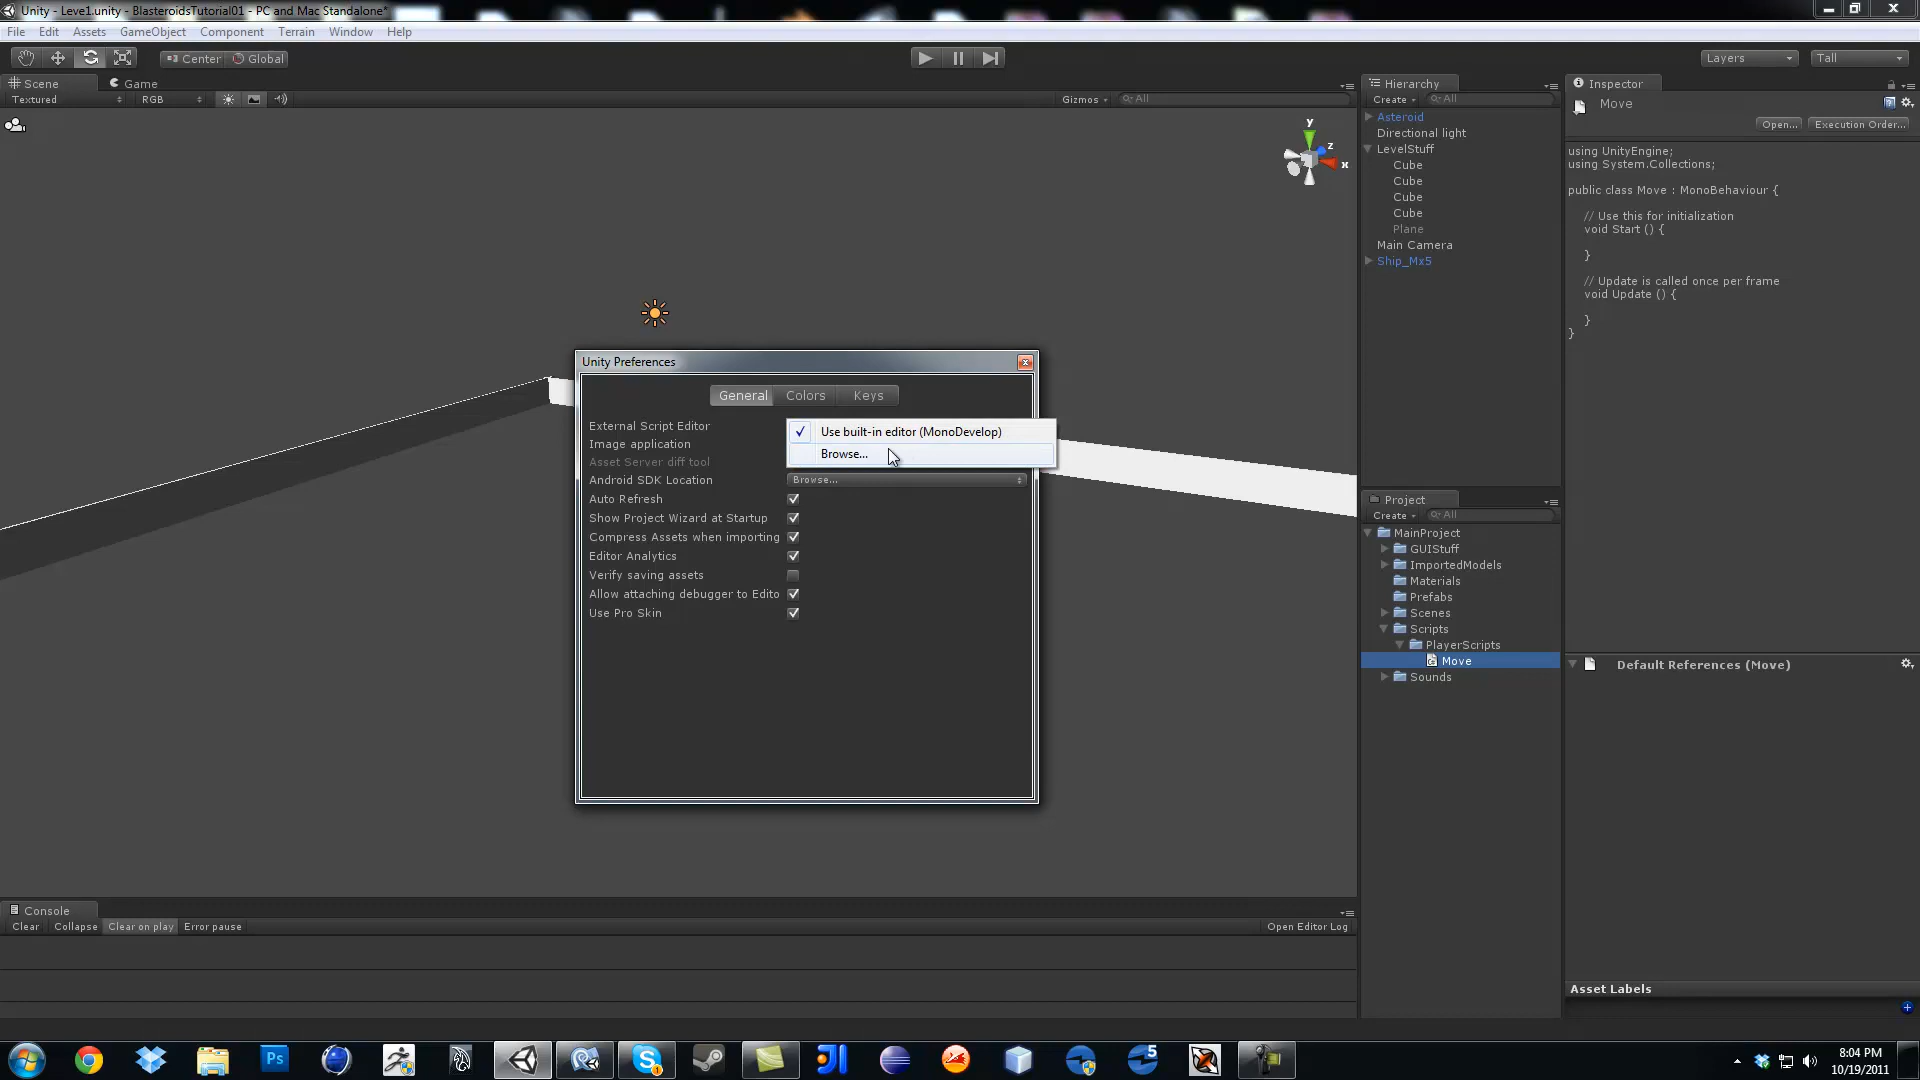 Unity - Leve1.unity - BlasteroidsTutorial01 - PC and Mac Standalone*
File Edit Assets GameObject Component Terrain Window Help
Center Global
Layers
Tall
Scene
Game
Textured
RGB
Gizmos
All
y
z
x
Hierarchy
Create
All
Asteroid
Directional light
LevelStuff
Cube
Cube
Cube
Cube
Plane
Main Camera
Ship_Mx5
Inspector
Move
Open...
Execution Order...
using UnityEngine;
using System.Collections;
public class Move : MonoBehaviour {
// Use this for initialization
void Start () {
}
// Update is called once per frame
void Update () {
}
}
Unity Preferences
General
Colors
Keys
External Script Editor
Use built-in editor (MonoDevelop)
Image application
Browse...
Asset Server diff tool
Android SDK Location
Browse...
Auto Refresh
Show Project Wizard at Startup
Compress Assets when importing
Editor Analytics
Verify saving assets
Allow attaching debugger to Edito
Use Pro Skin
Project
Create
All
MainProject
GUIStuff
ImportedModels
Materials
Prefabs
Scenes
Scripts
PlayerScripts
Move
Sounds
Default References (Move)
Console
Clear
Collapse
Clear on play
Error pause
Open Editor Log
Asset Labels
Ps
5
8:04 PM
10/19/2011